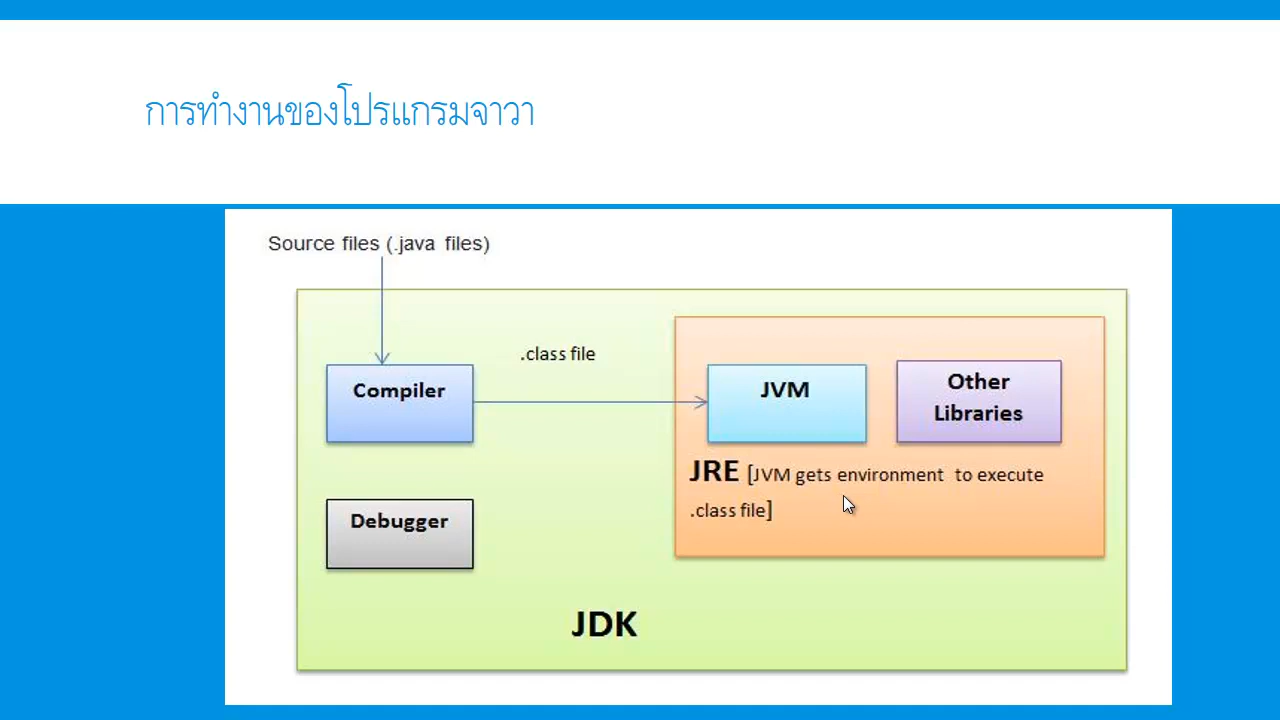 การทำงานของโปรแกรมจาวา
Source files (.java files)
.class file
Compiler
JVM
Other
Libraries
JRE [JVM gets environment to execute
.class file]
Debugger
JDK